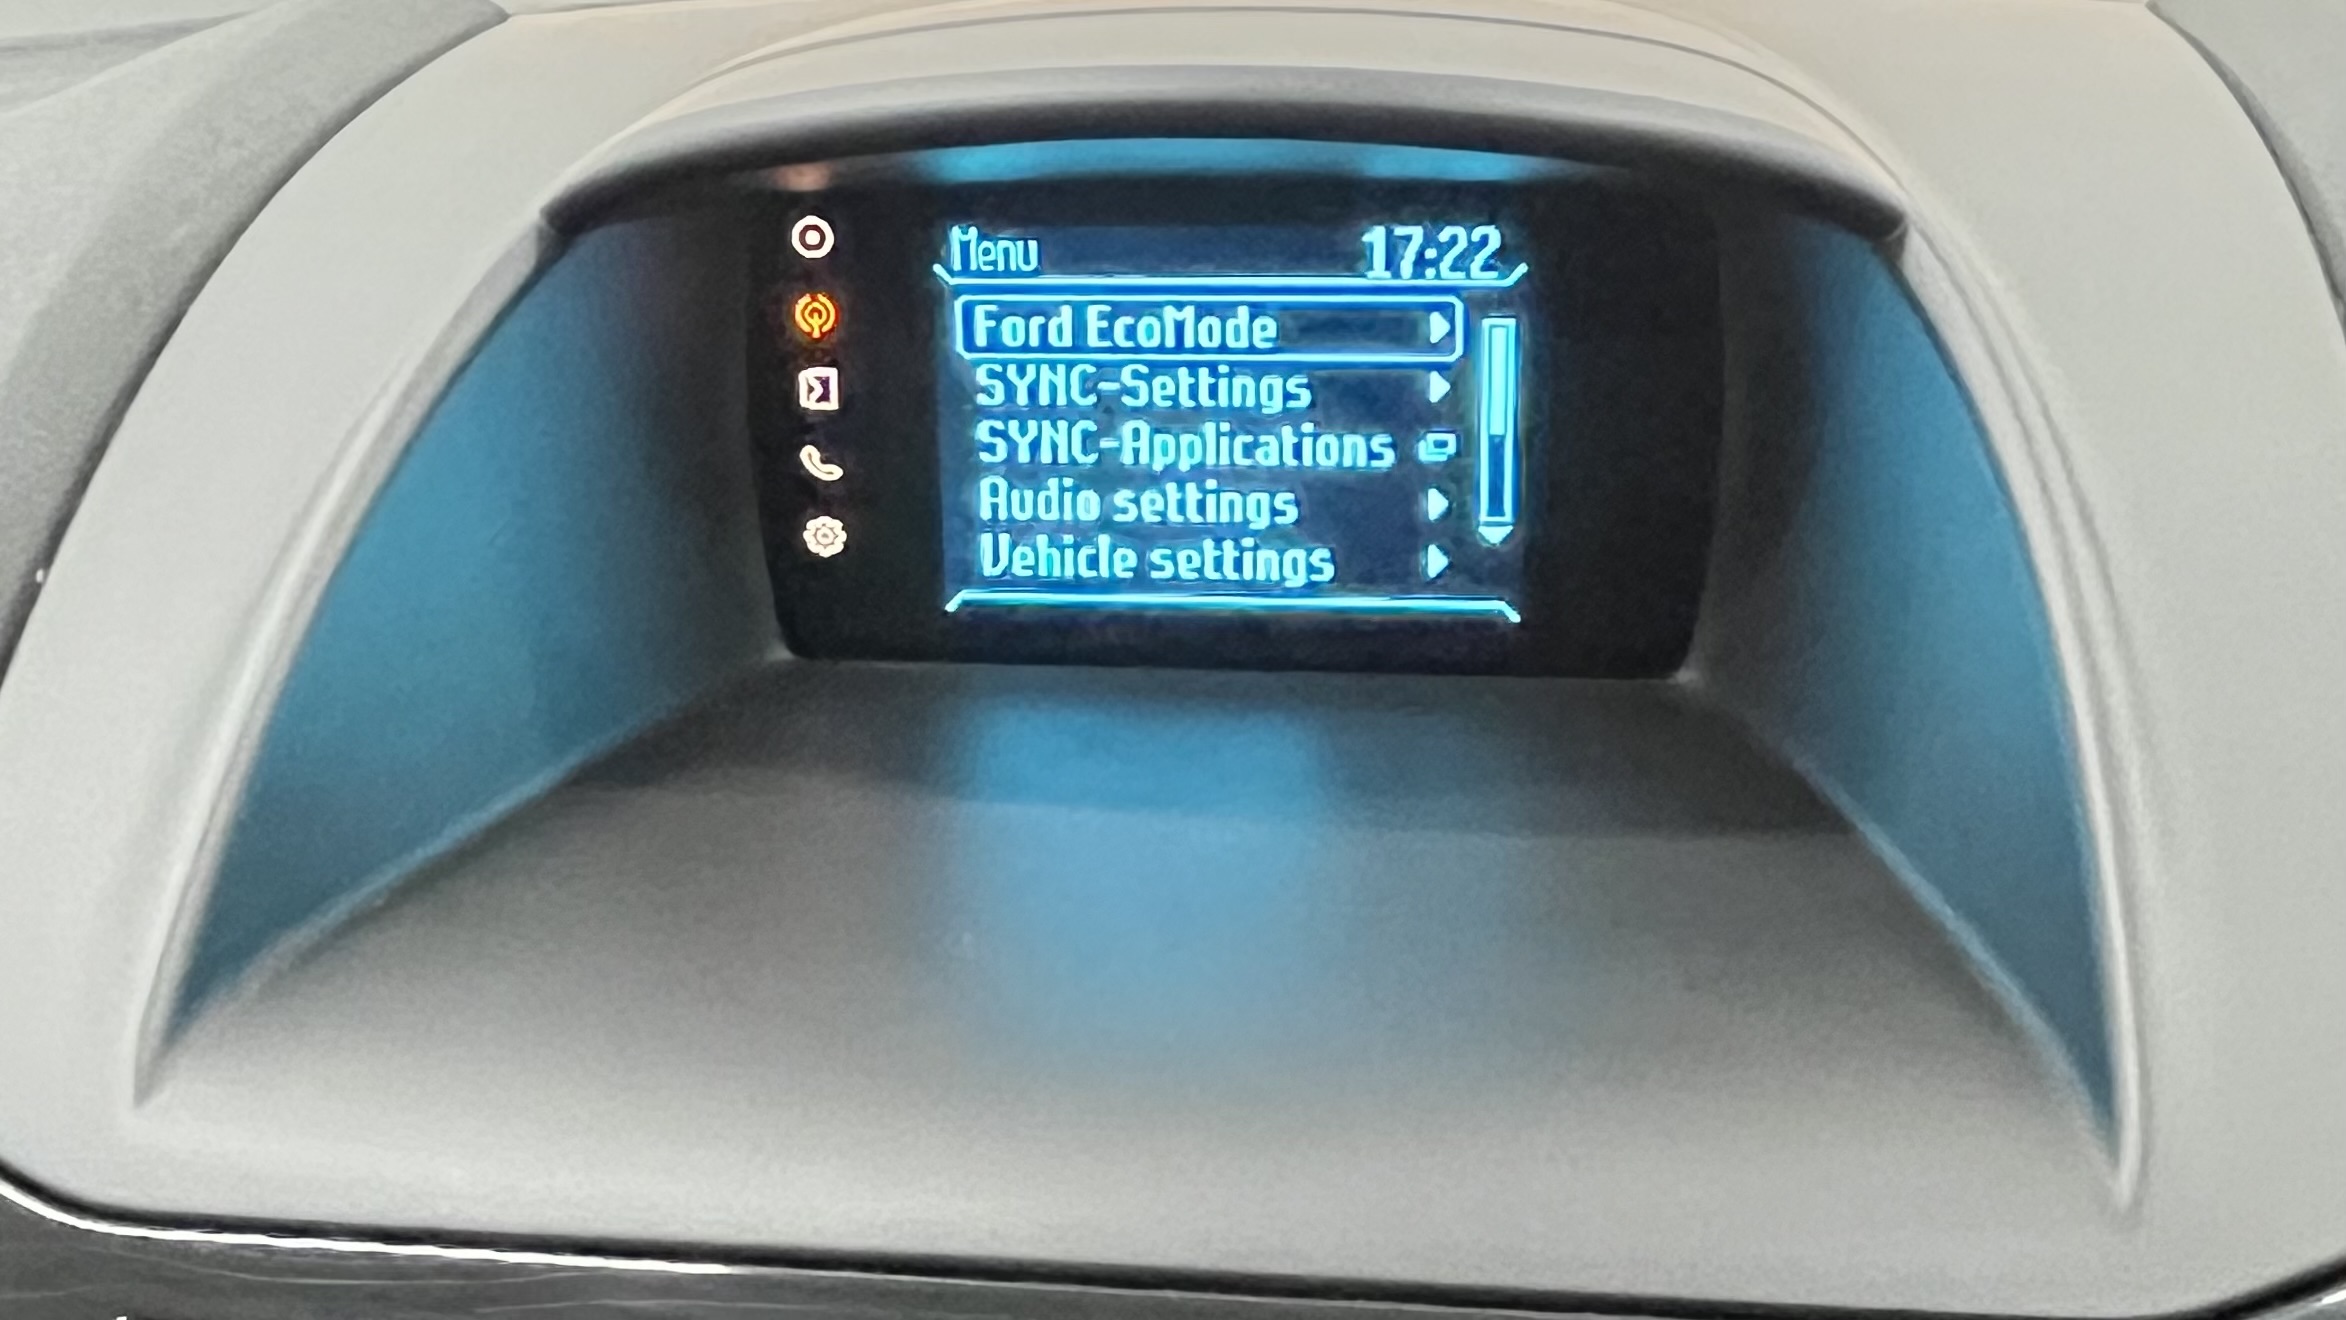 Menu 17:22
Ford EcoMode
SYNC-Settings
SYNC-Applications
Audio settings
Vehicle settings